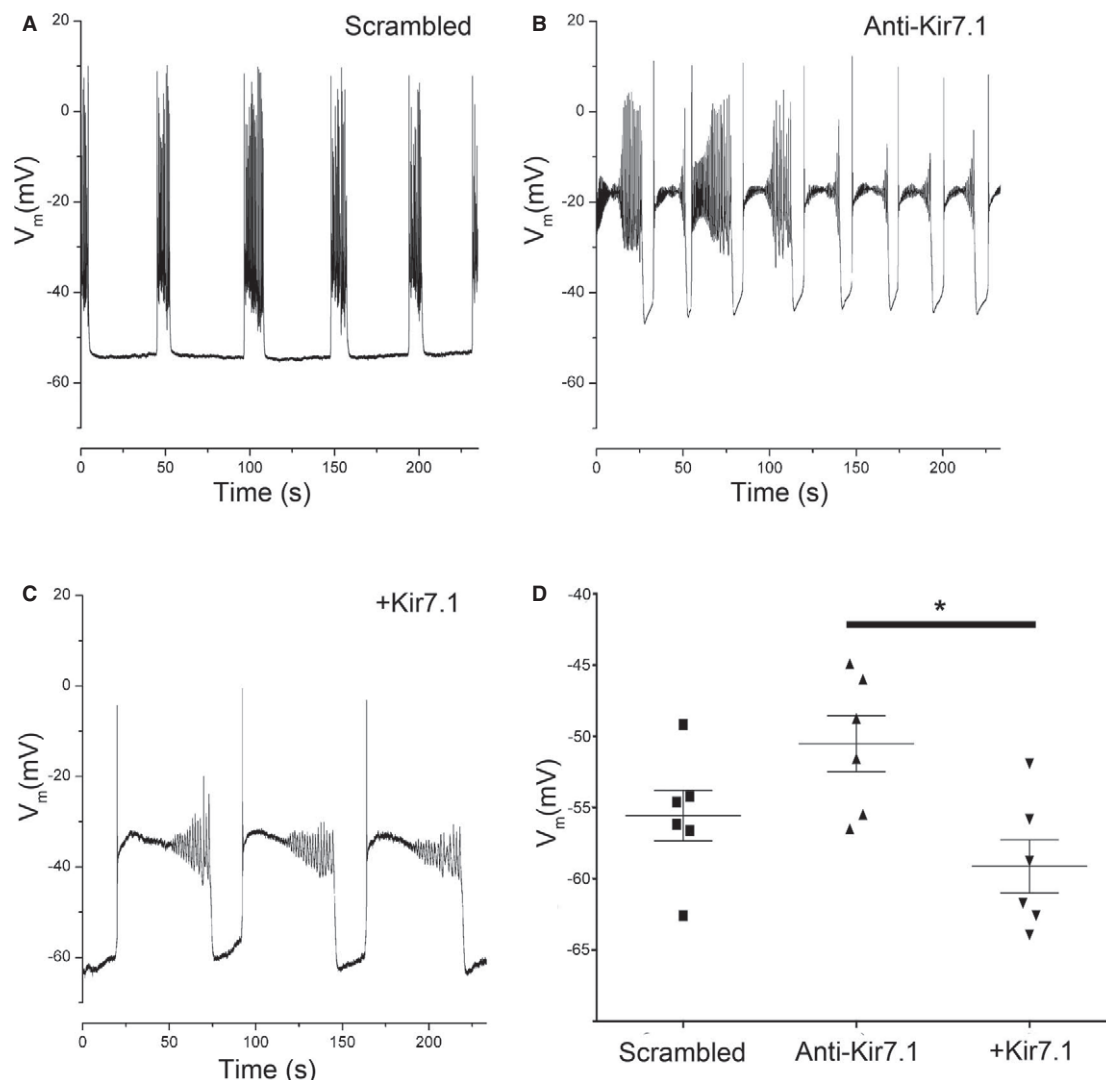 A
Scrambled
20
0
-20
-40
-60
Vm(mV)
0 50 100 150 200
Time (s)
B
Anti-Kir7.1
20
0
-20
-40
-60
Vm(mV)
0 50 100 150 200
Time (s)
C
+Kir7.1
20
0
-20
-40
-60
Vm(mV)
0 50 100 150 200
Time (s)
D
*
-40
-45
-50
-55
-60
-65
Vm(mV)
Scrambled Anti-Kir7.1 +Kir7.1